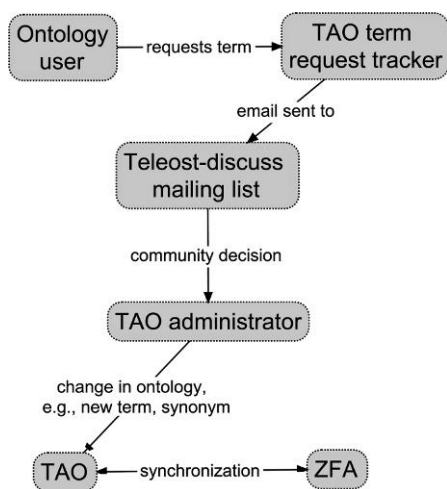 Ontology
user
requests term
TAO term
request tracker
email sent to
Teleost-discuss
mailing list
community decision
TAO administrator
change in ontology,
e.g., new term, synonym
TAO
synchronization
ZFA